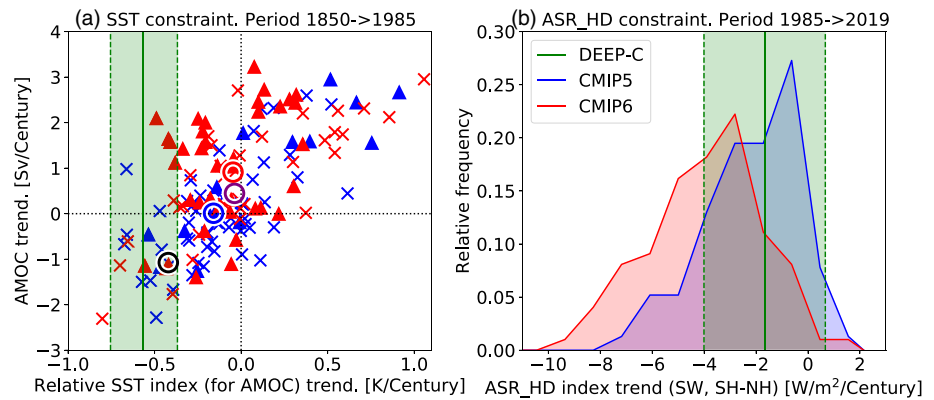 (a) SST constraint. Period 1850->1985
AMOC trend. [Sv/Century]
4
3
2
1
0
−1
−2
−3
−1.0 −0.5 0.0 0.5 1.0
Relative SST index (for AMOC) trend. [K/Century]
(b) ASR_HD constraint. Period 1985->2019
Relative frequency
0.30
0.25
0.20
0.15
0.10
0.05
0.00
DEEP-C
CMIP5
CMIP6
−10 −8 −6 −4 −2 0 2
ASR_HD index trend (SW, SH-NH) [W/m²/Century]